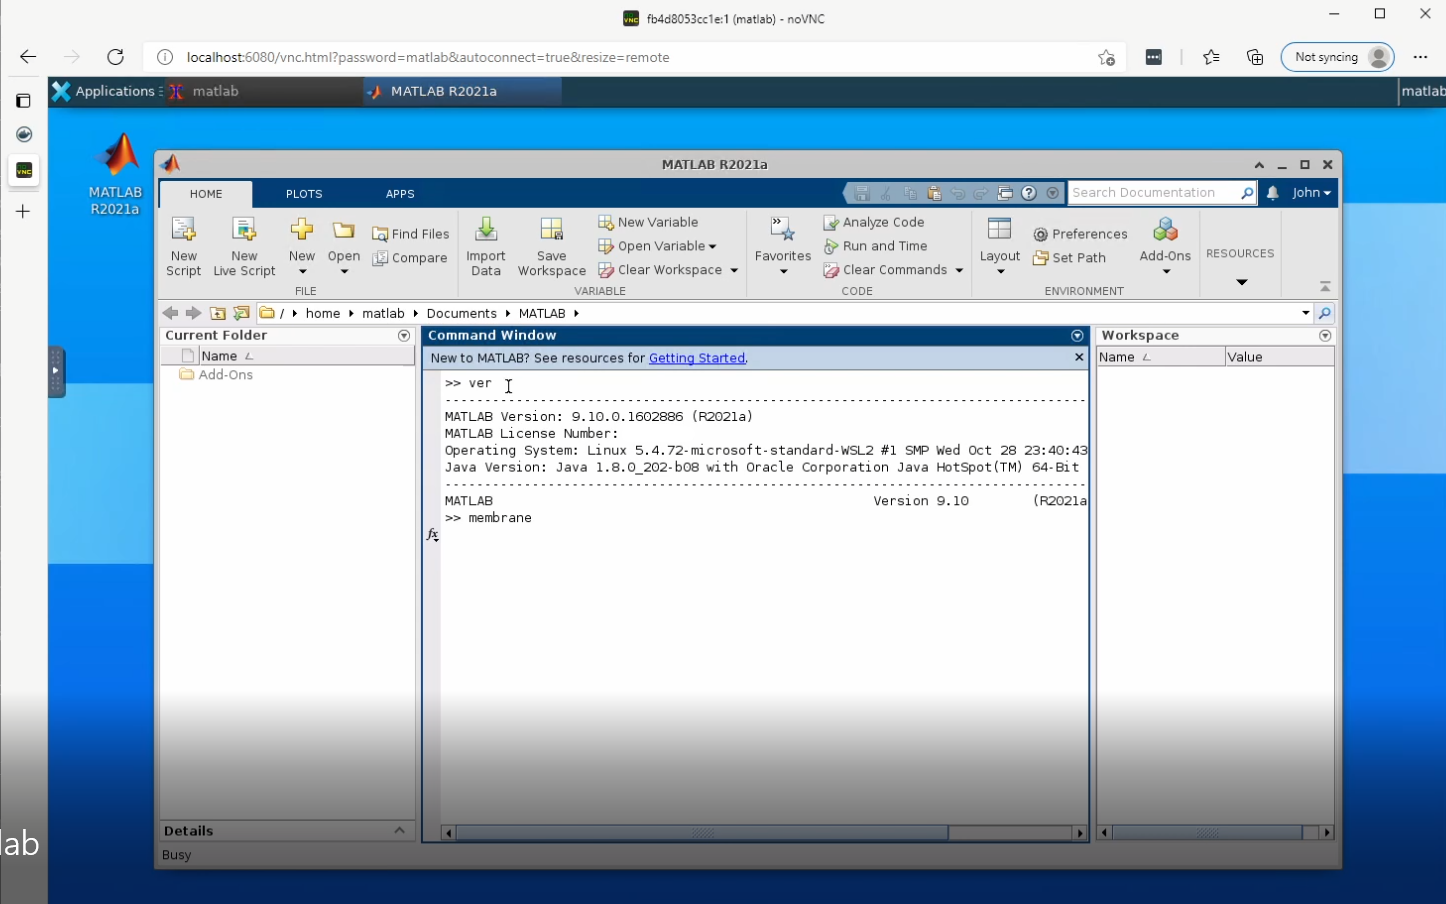 fb4d8053cc1e:1 (matlab) - noVNC
localhost:6080/vnc.html?password=matlab&autoconnect=true&resize=remote
Not syncing
Applications
matlab
MATLAB R2021a
matlab
MATLAB
R2021a
MATLAB R2021a
HOME
PLOTS
APPS
Search Documentation
John
New
Script
New
Live Script
New
Open
Find Files
Compare
FILE
Import
Data
Save
Workspace
New Variable
Open Variable
Clear Workspace
VARIABLE
Favorites
Analyze Code
Run and Time
Clear Commands
CODE
Layout
Preferences
Set Path
Add-Ons
ENVIRONMENT
RESOURCES
/ home matlab Documents MATLAB
Current Folder
Name
Add-Ons
Details
Command Window
New to MATLAB? See resources for Getting Started.
>> ver
-----------------------------------------------------------------------------------
MATLAB Version: 9.10.0.1602886 (R2021a)
MATLAB License Number:
Operating System: Linux 5.4.72-microsoft-standard-WSL2 #1 SMP Wed Oct 28 23:40:43
Java Version: Java 1.8.0_202-b08 with Oracle Corporation Java HotSpot(TM) 64-Bit
-----------------------------------------------------------------------------------
MATLAB Version 9.10 (R2021a
>> membrane
fx
Workspace
Name Value
Busy
lab